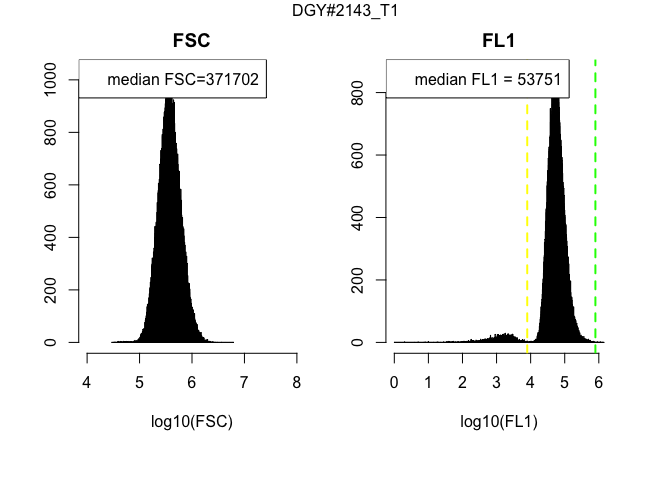 DGY#2143_T1
FSC
median FSC=371702
0
200
400
600
800
1000
4 5 6 7 8
log10(FSC)
FL1
median FL1 = 53751
0
200
400
600
800
0 1 2 3 4 5 6
log10(FL1)